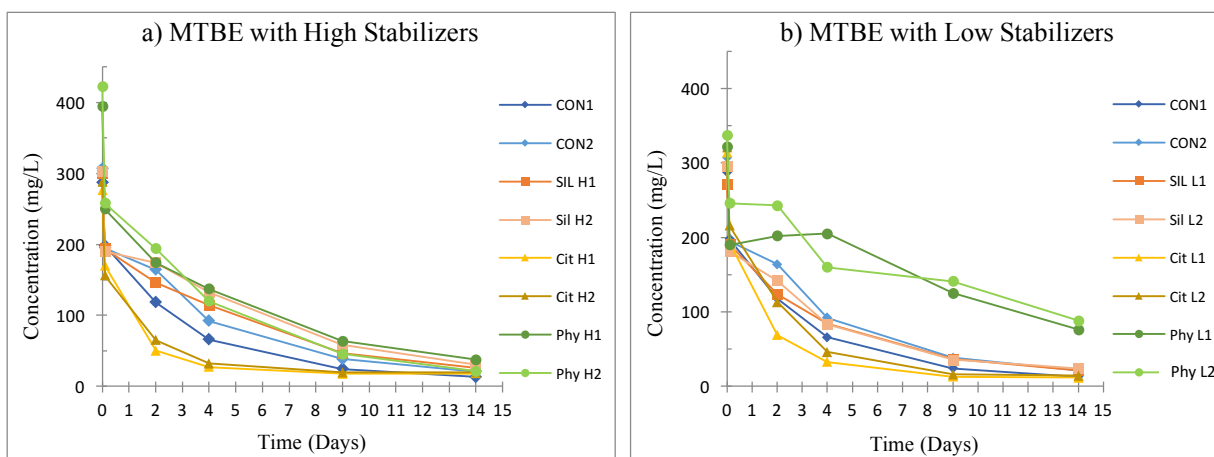 a) MTBE with High Stabilizers
Concentration (mg/L)
400
300
200
100
0
0 1 2 3 4 5 6 7 8 9 10 11 12 13 14 15
Time (Days)
CON1
CON2
SIL H1
Sil H2
Cit H1
Cit H2
Phy H1
Phy H2
b) MTBE with Low Stabilizers
Concentration (mg/L)
400
300
200
100
0
0 1 2 3 4 5 6 7 8 9 10 11 12 13 14 15
Time (Days)
CON1
CON2
SIL L1
Sil L2
Cit L1
Cit L2
Phy L1
Phy L2